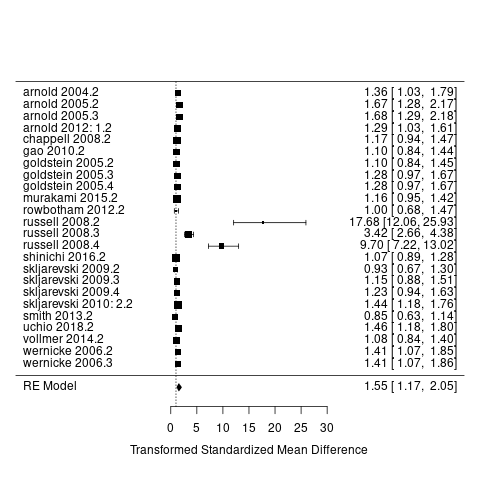 arnold 2004.2 1.36 [ 1.03, 1.79]
arnold 2005.2 1.67 [ 1.28, 2.17]
arnold 2005.3 1.68 [ 1.29, 2.18]
arnold 2012: 1.2 1.29 [ 1.03, 1.61]
chappell 2008.2 1.17 [ 0.94, 1.47]
gao 2010.2 1.10 [ 0.84, 1.44]
goldstein 2005.2 1.10 [ 0.84, 1.45]
goldstein 2005.3 1.28 [ 0.97, 1.67]
goldstein 2005.4 1.28 [ 0.97, 1.67]
murakami 2015.2 1.16 [ 0.95, 1.42]
rowbotham 2012.2 1.00 [ 0.68, 1.47]
russell 2008.2 17.68 [12.06, 25.93]
russell 2008.3 3.42 [ 2.66, 4.38]
russell 2008.4 9.70 [ 7.22, 13.02]
shinichi 2016.2 1.07 [ 0.89, 1.28]
skljarevski 2009.2 0.93 [ 0.67, 1.30]
skljarevski 2009.3 1.15 [ 0.88, 1.51]
skljarevski 2009.4 1.23 [ 0.94, 1.63]
skljarevski 2010: 2.2 1.44 [ 1.18, 1.76]
smith 2013.2 0.85 [ 0.63, 1.14]
uchio 2018.2 1.46 [ 1.18, 1.80]
vollmer 2014.2 1.08 [ 0.84, 1.40]
wernicke 2006.2 1.41 [ 1.07, 1.85]
wernicke 2006.3 1.41 [ 1.07, 1.86]
RE Model 1.55 [ 1.17, 2.05]
0 5 10 15 20 25 30
Transformed Standardized Mean Difference